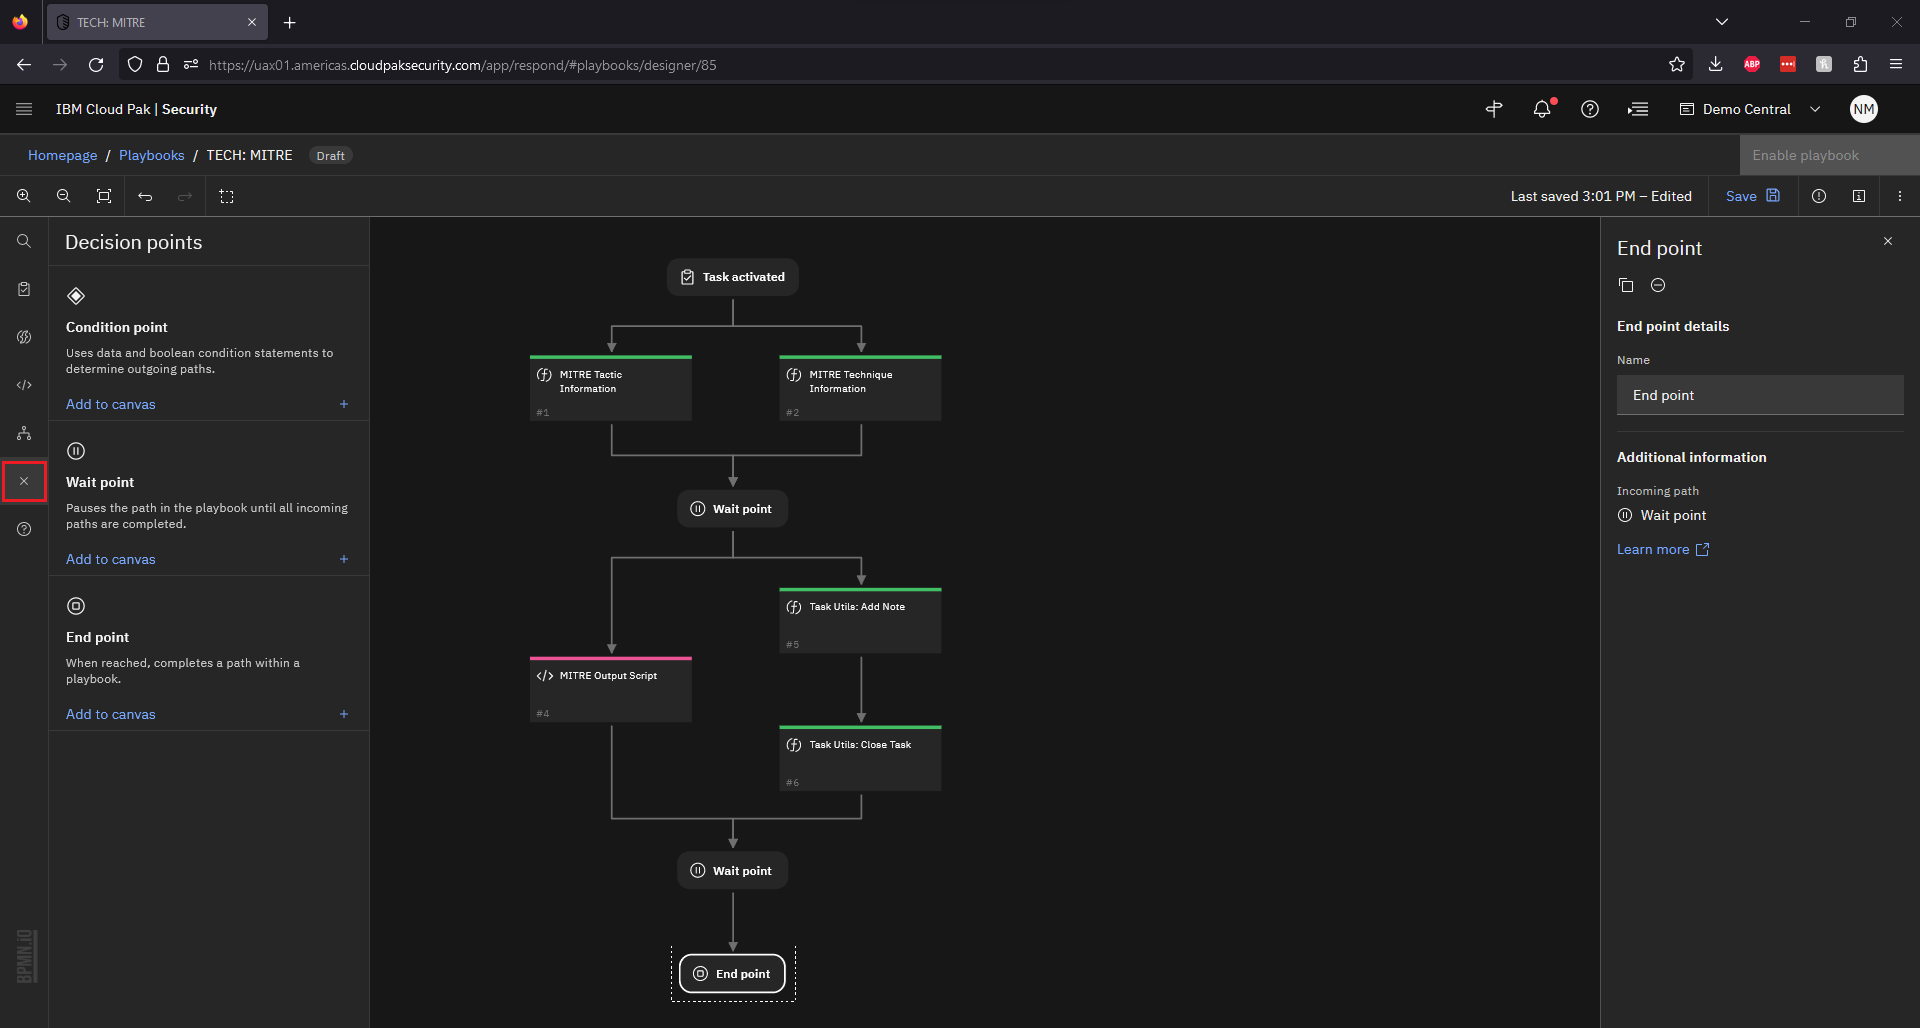 TECH: MITRE
https://uax01.americas.cloudpaksecurity.com/app/respond/#playbooks/designer/85
ABP
IBM Cloud Pak | Security
Demo Central
NM
Homepage / Playbooks / TECH: MITRE
Draft
Enable playbook
Last saved 3:01 PM – Edited
Save
Decision points
Condition point
Uses data and boolean condition statements to
determine outgoing paths.
Add to canvas +
Wait point
Pauses the path in the playbook until all incoming
paths are completed.
Add to canvas +
End point
When reached, completes a path within a
playbook.
Add to canvas +
BPMN.iO
Task activated
MITRE Tactic
Information
#1
MITRE Technique
Information
#2
Wait point
Task Utils: Add Note
#5
MITRE Output Script
#4
Task Utils: Close Task
#6
Wait point
End point
End point
End point details
Name
End point
Additional information
Incoming path
Wait point
Learn more